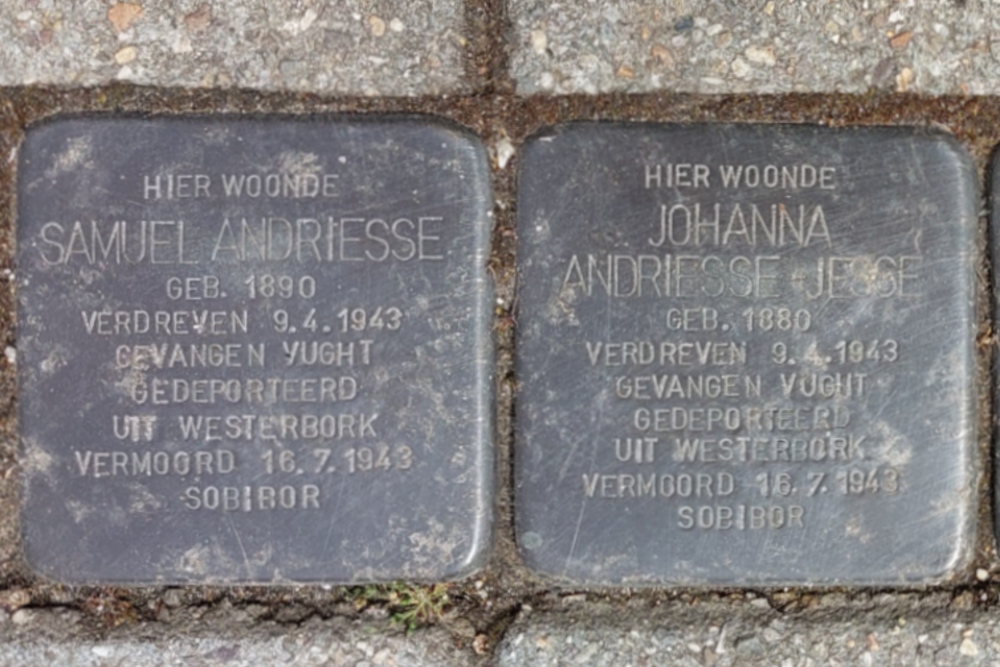 HIER WOONDE
SAMUEL ANDRIESSE
GEB. 1890
VERDREVEN 9.4.1943
GEVANGEN VUGHT
GEDEPORTEERD
UIT WESTERBORK
VERMOORD 16.7.1943
SOBIBOR
HIER WOONDE
JOHANNA
ANDRIESSE-JESSE
GEB. 1880
VERDREVEN 9.4.1943
GEVANGEN VUGHT
GEDEPORTEERD
UIT WESTERBORK
VERMOORD 16.7.1943
SOBIBOR